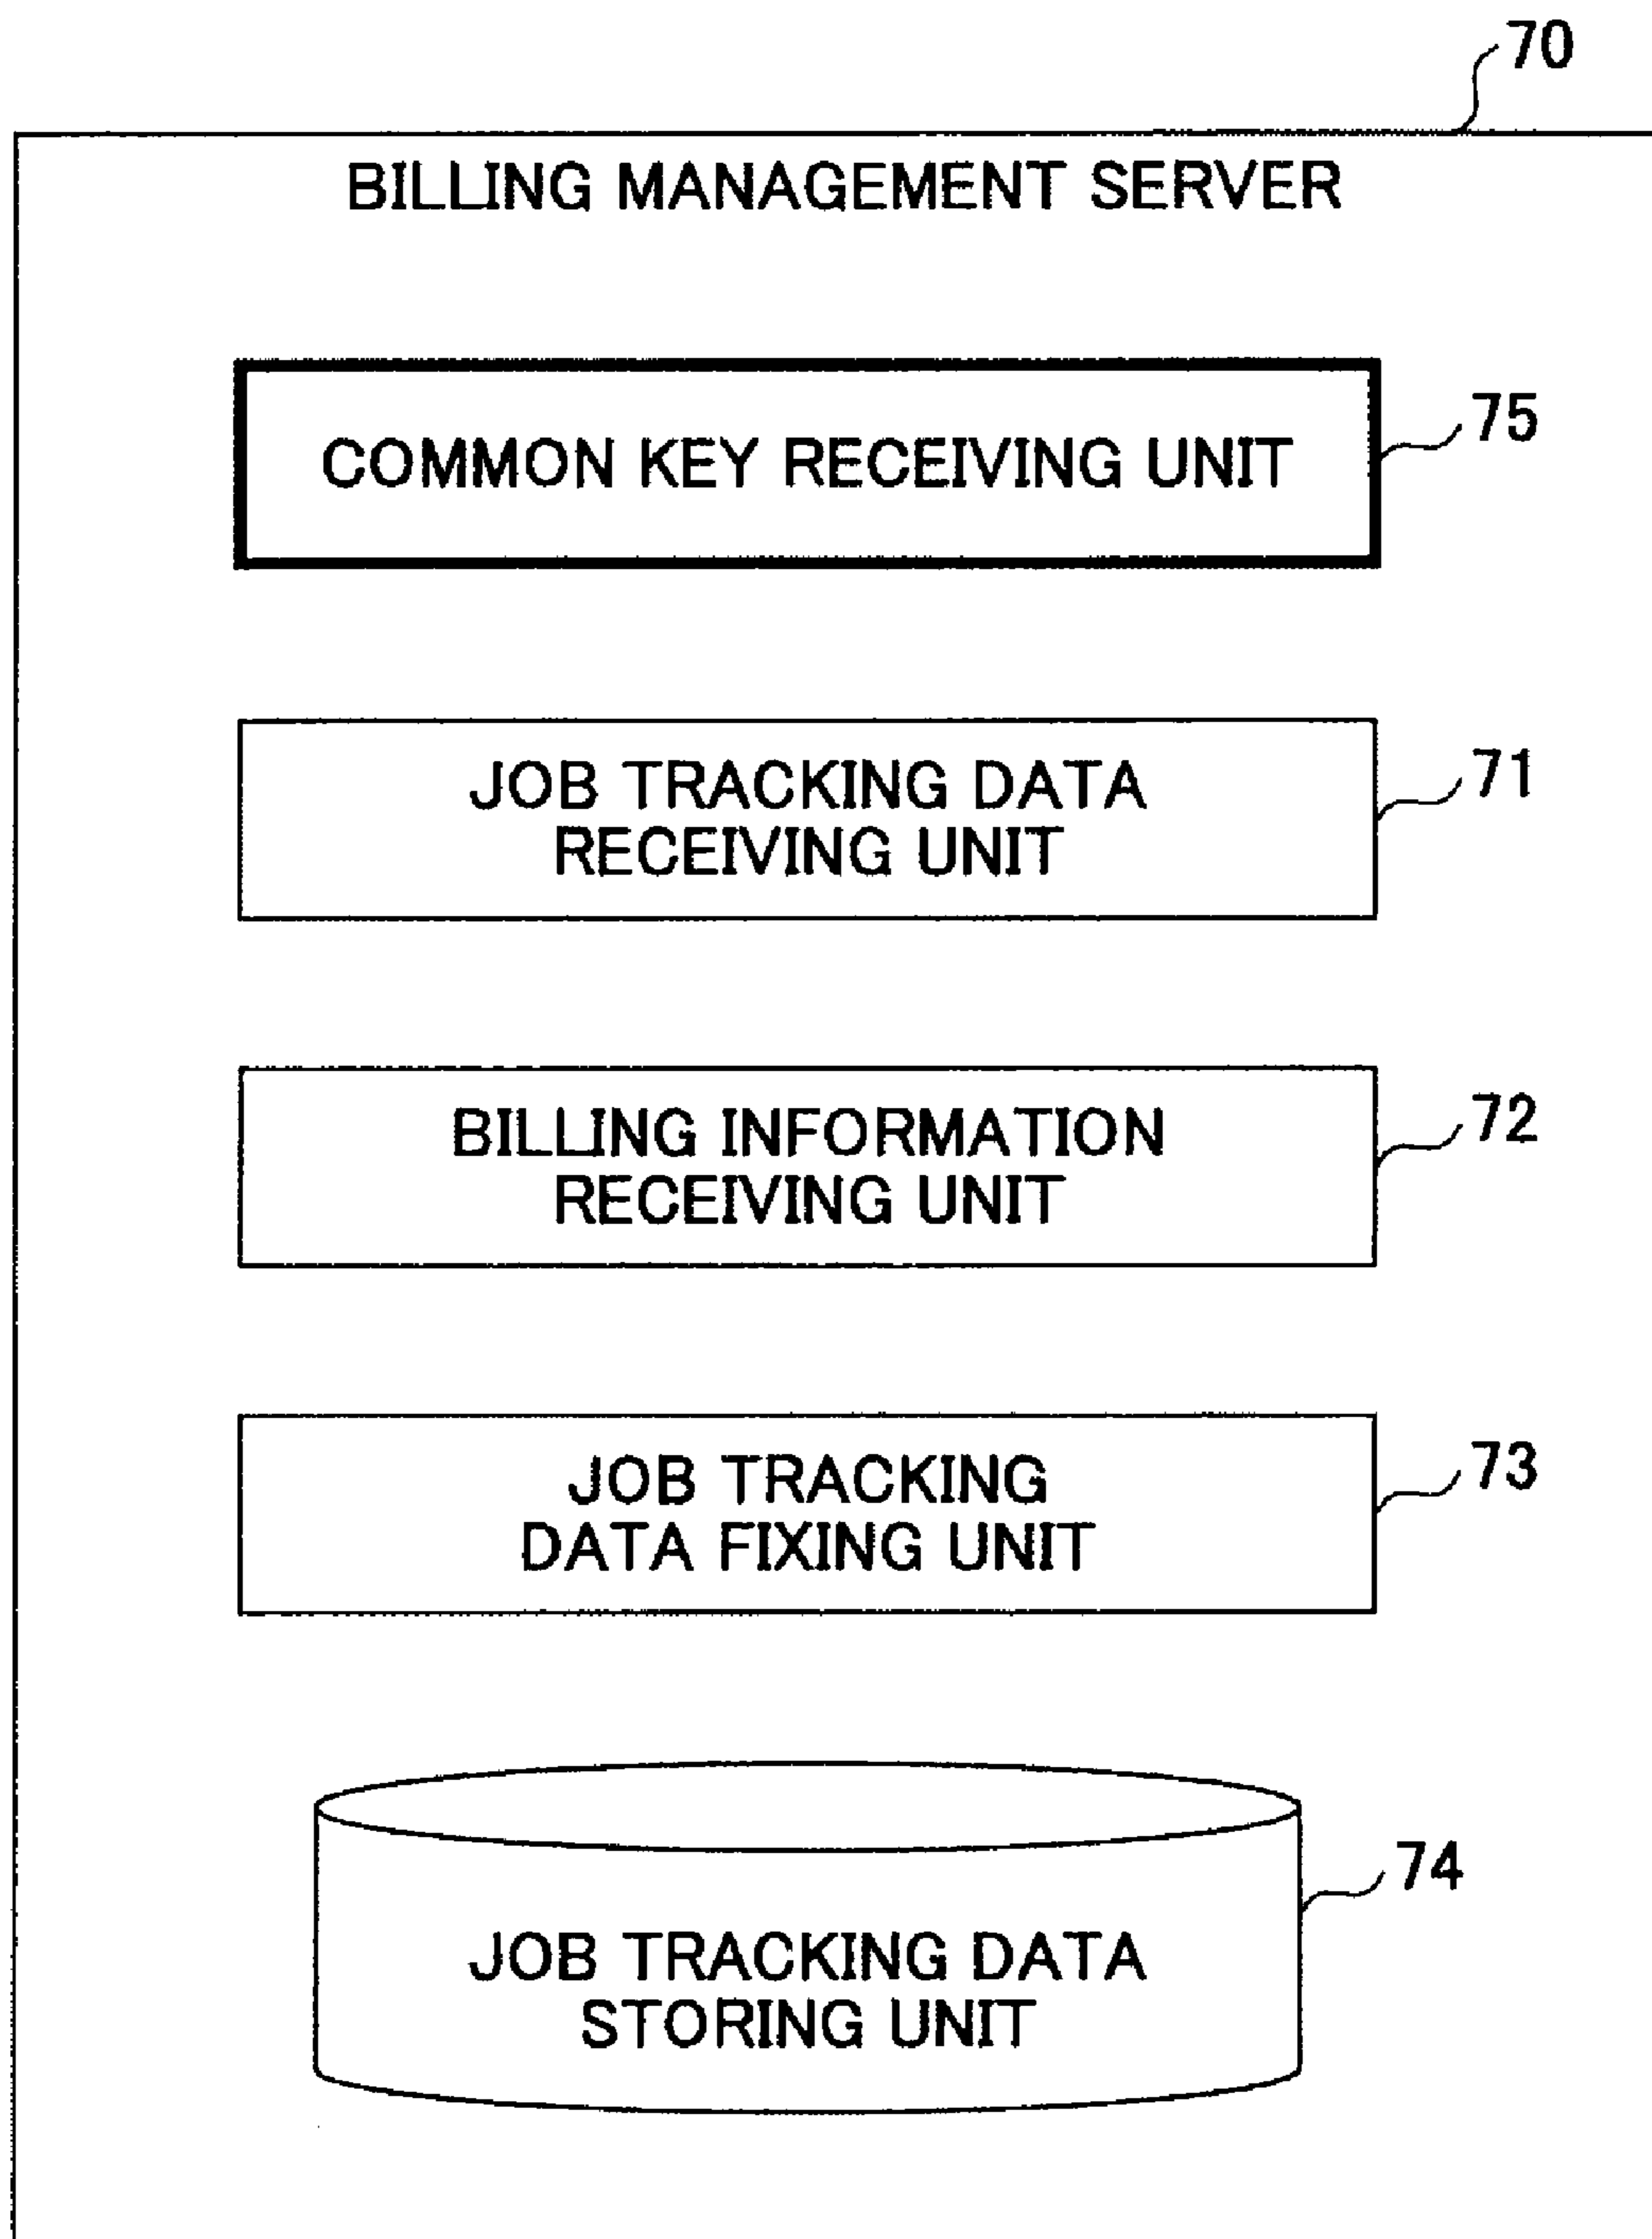 70
BILLING MANAGEMENT SERVER
COMMON KEY RECEIVING UNIT
75
JOB TRACKING DATA
RECEIVING UNIT
71
BILLING INFORMATION
RECEIVING UNIT
72
JOB TRACKING
DATA FIXING UNIT
73
JOB TRACKING DATA
STORING UNIT
74